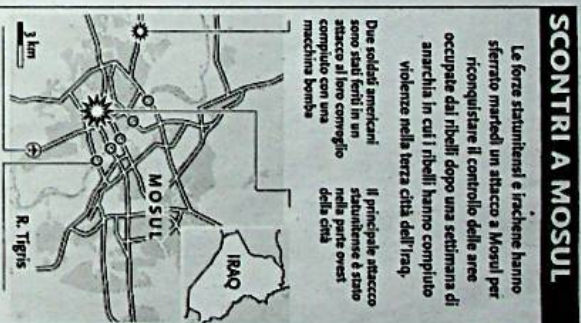 SCONTRI A MOSUL
Le forze statunitensi e irachene hanno
sferrato martedì un attacco a Mosul per
riconquistare il controllo delle aree
occupate dai ribelli dopo una settimana di
anarchia in cui i ribelli hanno compiuto
violenze nella terza città dell'Iraq.
Due soldati americani
sono stati feriti in un
attacco al loro convoglio
compiuto con una
macchina bomba
Il principale attacco
statunitense è stato
nella parte ovest
della città
IRAQ
MOSUL
R. Tigris
3 km